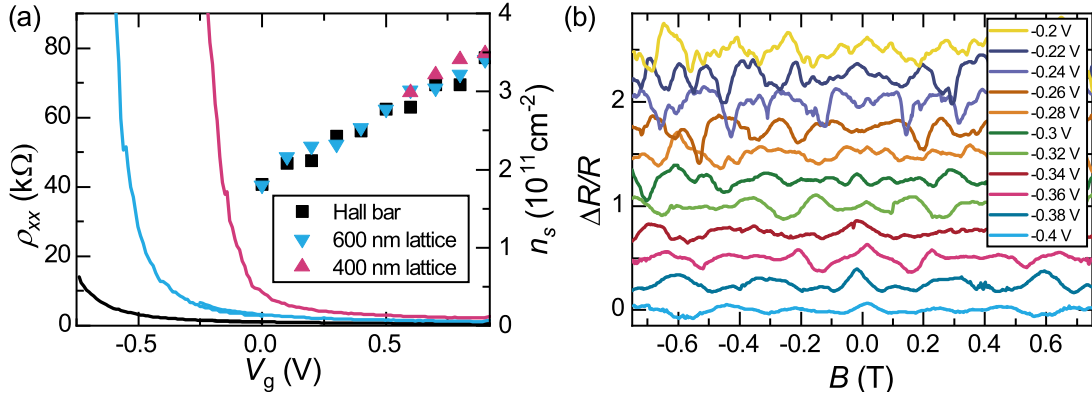 (a)
80
60
40
20
0
ρxx (kΩ)
-0.5
0.0
0.5
Vg (V)
4
3
2
1
0
ns (10¹¹cm⁻²)
Hall bar
600 nm lattice
400 nm lattice
(b)
2
1
0
ΔR/R
-0.6
-0.4
-0.2
0.0
0.2
0.4
0.6
B (T)
-0.2 V
-0.22 V
-0.24 V
-0.26 V
-0.28 V
-0.3 V
-0.32 V
-0.34 V
-0.36 V
-0.38 V
-0.4 V